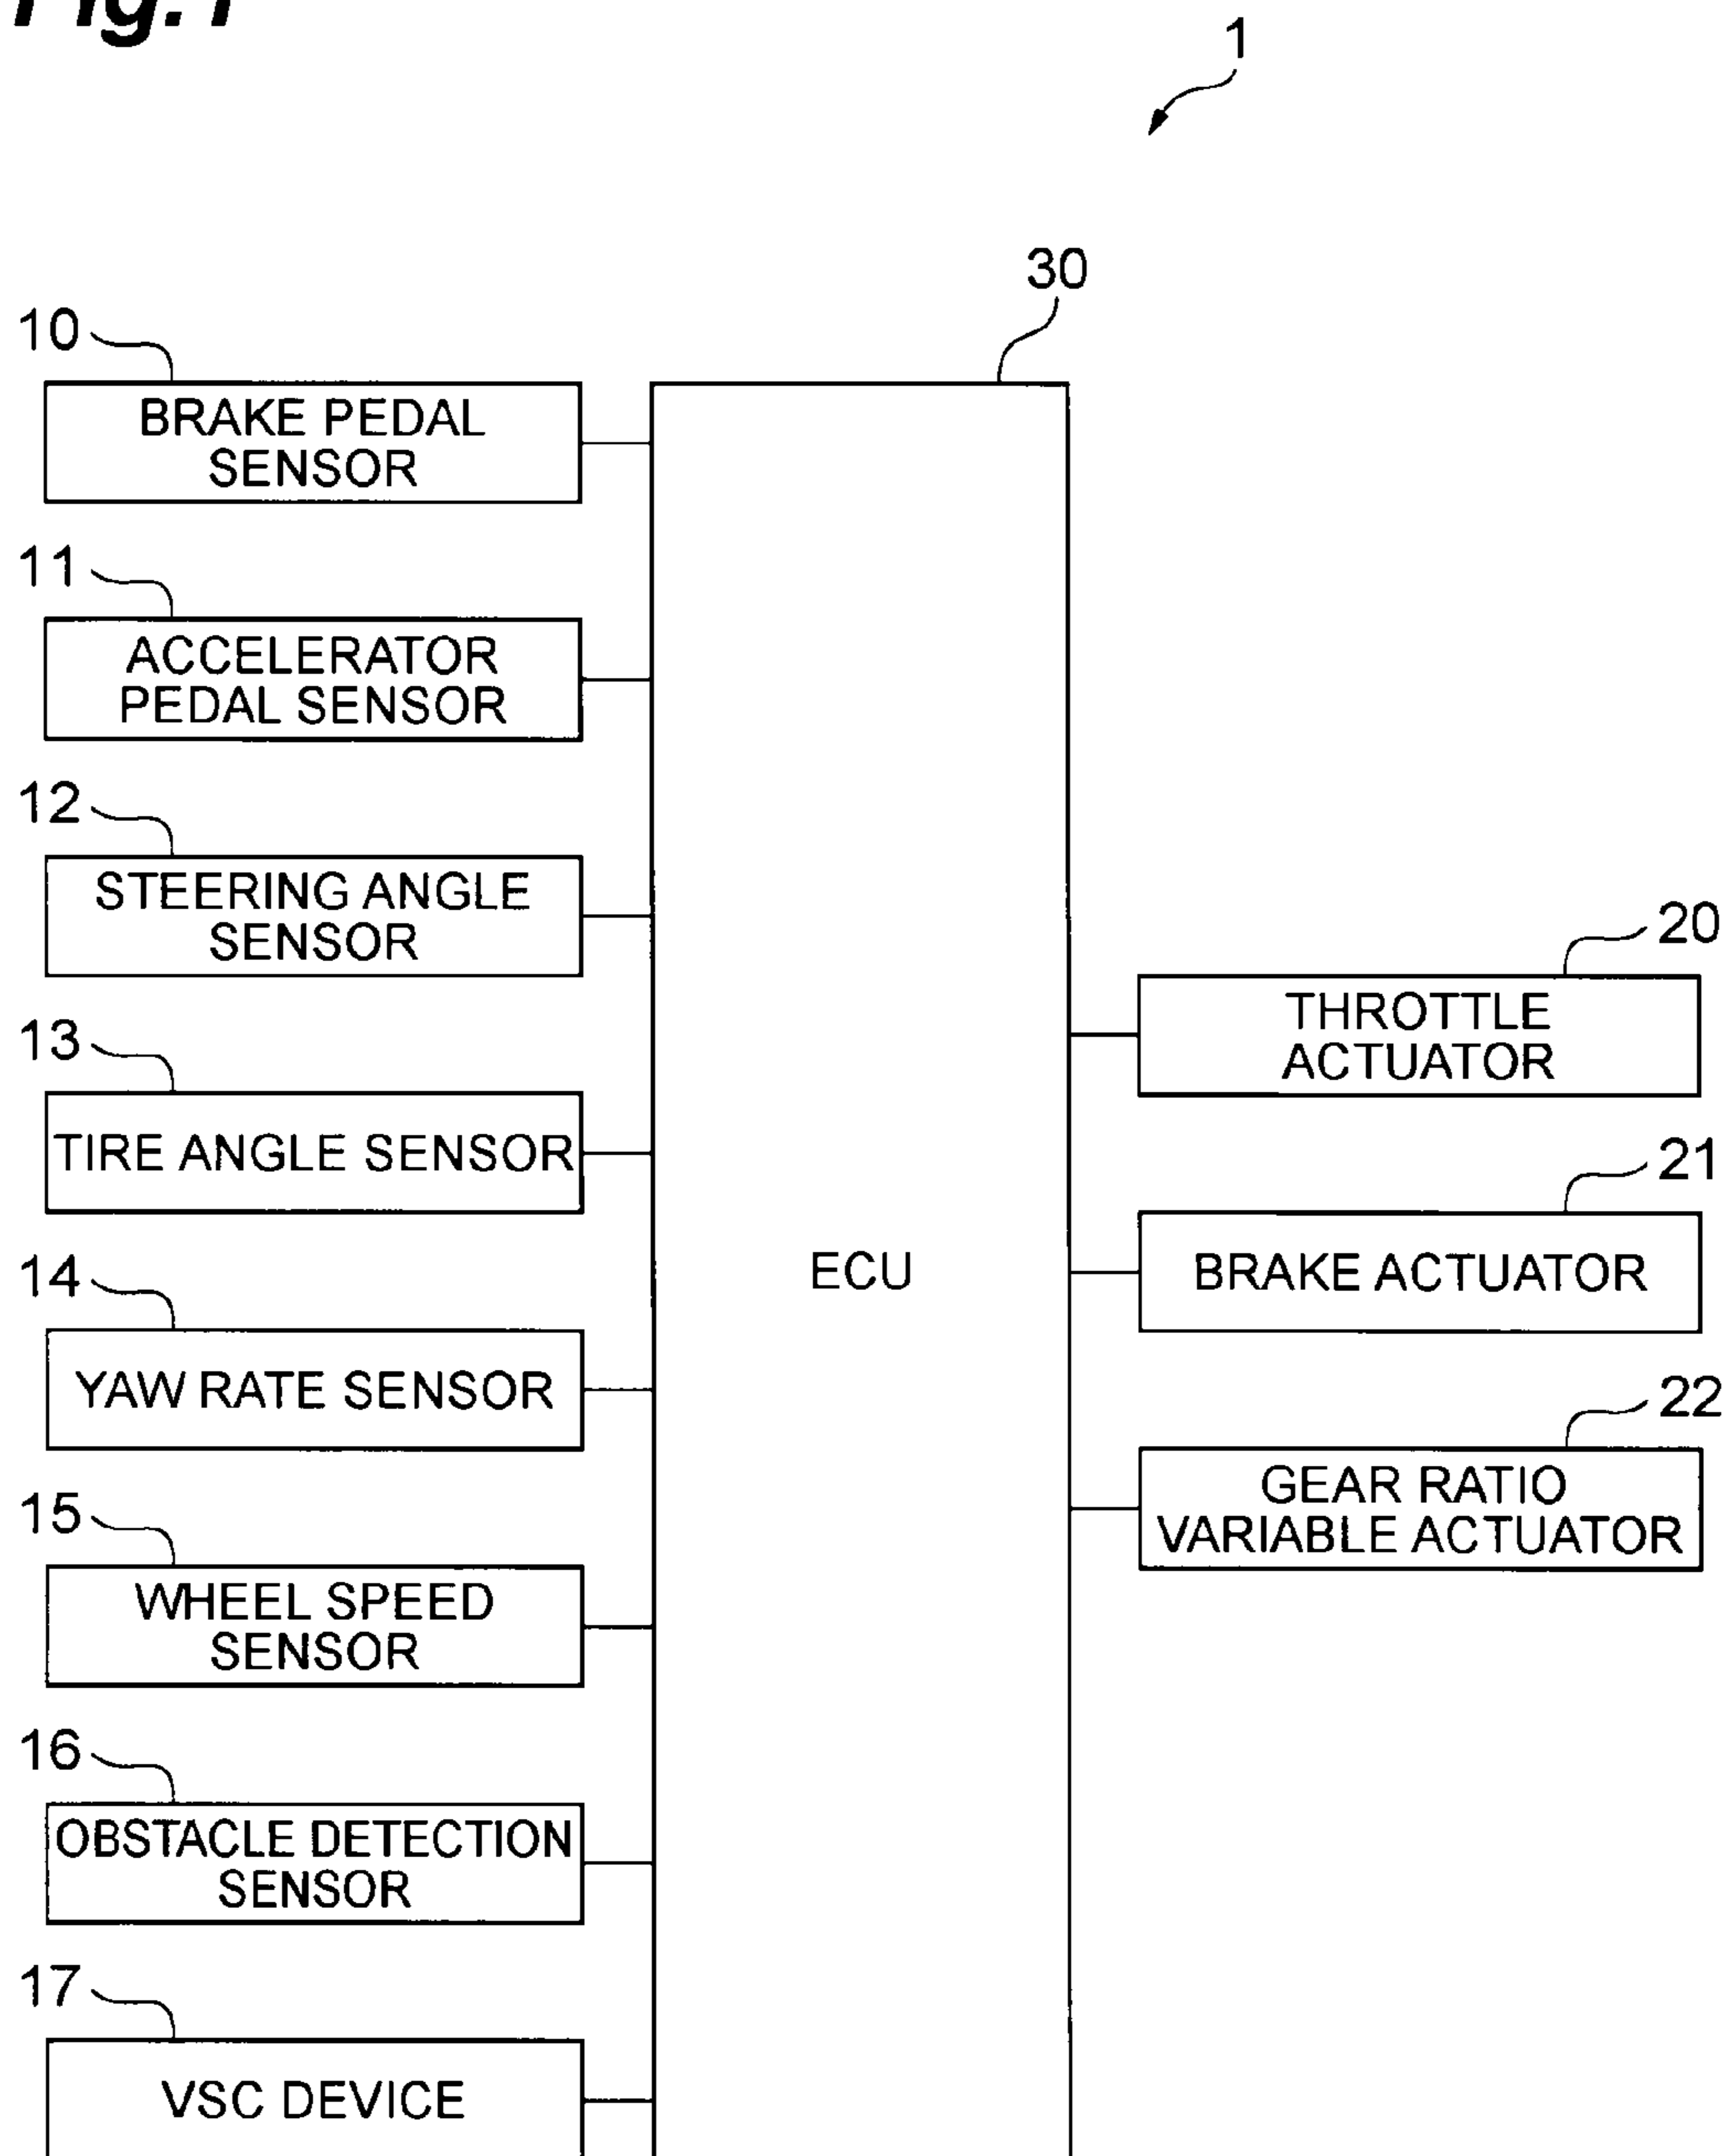 Fig.1
1
30
10
BRAKE PEDAL
SENSOR
11
ACCELERATOR
PEDAL SENSOR
12
STEERING ANGLE
SENSOR
20
THROTTLE
ACTUATOR
13
TIRE ANGLE SENSOR
21
BRAKE ACTUATOR
14
YAW RATE SENSOR
ECU
22
GEAR RATIO
VARIABLE ACTUATOR
15
WHEEL SPEED
SENSOR
16
OBSTACLE DETECTION
SENSOR
17
VSC DEVICE